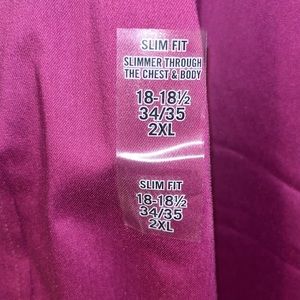 SLIM FIT
SLIMMER THROUGH
THE CHEST & BODY
18-18½
34/35
2XL
SLIM FIT
18-18½
34/35
2XL